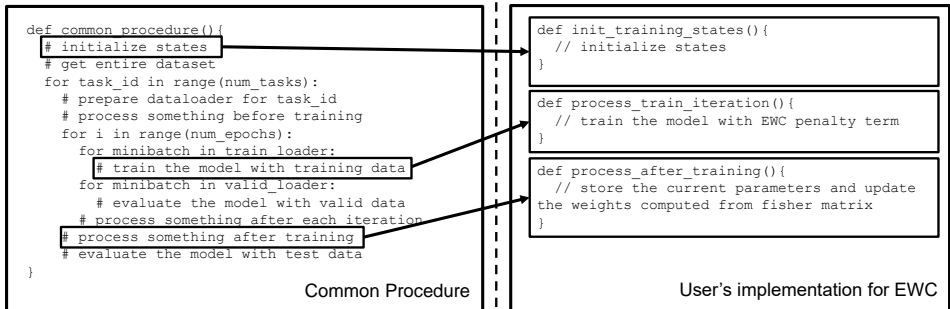 def common_procedure(){
# initialize states
# get entire dataset
for task_id in range(num_tasks):
# prepare dataloader for task_id
# process something before training
for i in range(num_epochs):
for minibatch in train_loader:
# train the model with training data
for minibatch in valid_loader:
# evaluate the model with valid data
# process something after each iteration
# process something after training
# evaluate the model with test data
}
Common Procedure
def init_training_states(){
// initialize states
}
def process_train_iteration(){
// train the model with EWC penalty term
}
def process_after_training(){
// store the current parameters and update
the weights computed from fisher matrix
}
User's implementation for EWC